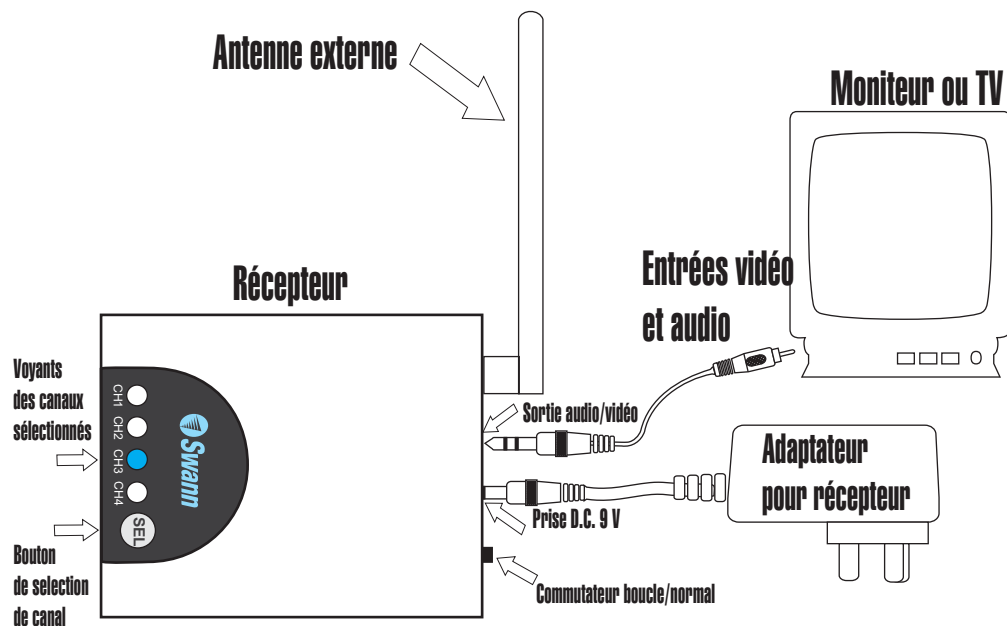 Antenne externe
Moniteur ou TV
Récepteur
Entrées vidéo
et audio
Voyants
des canaux
sélectionnés
CH1
CH2
CH3
CH4
SEL
Swann
Sortie audio/vidéo
Adaptateur
pour récepteur
Prise D.C. 9 V
Bouton
de selection
de canal
Commutateur boucle/normal